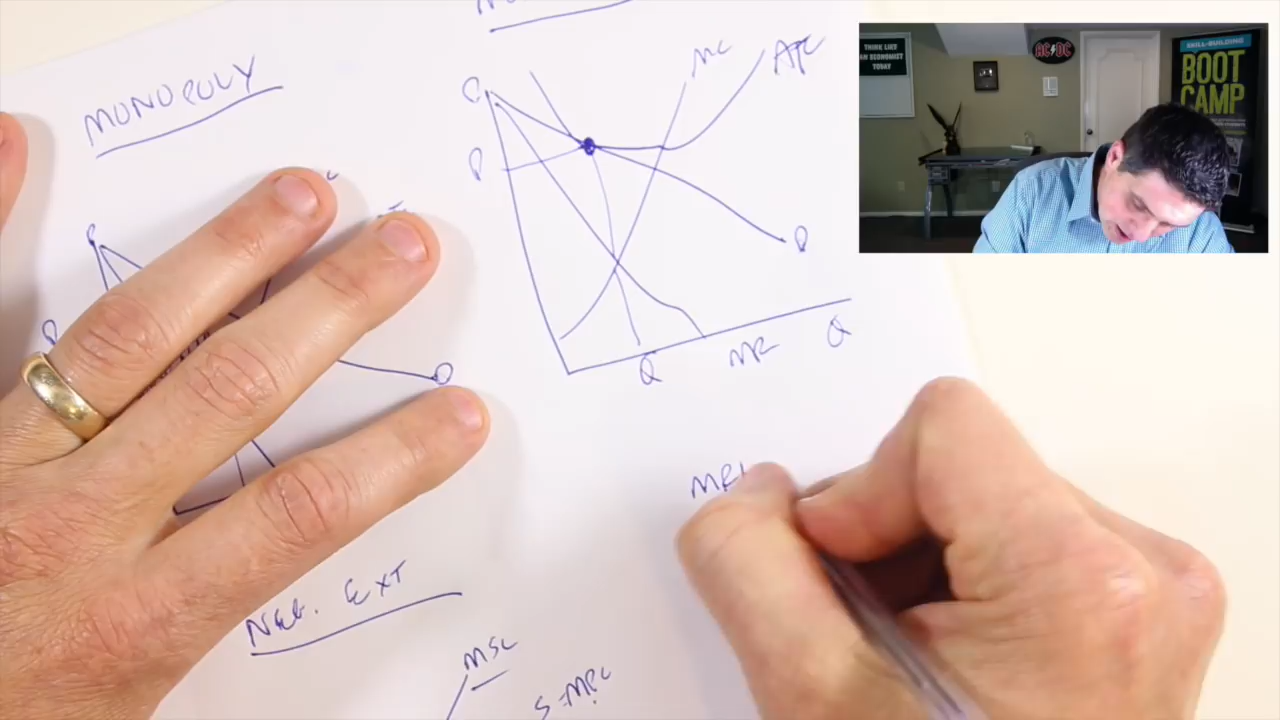 MONOPOLY
C
P
D
C
P
MC
ATC
D
Q
MR
Q
MR
NEG. EXT
MSC
S=MPC
THINK LIKE
AN ECONOMIST
TODAY
AC DC
SKILL-BUILDING
BOOT
CAMP